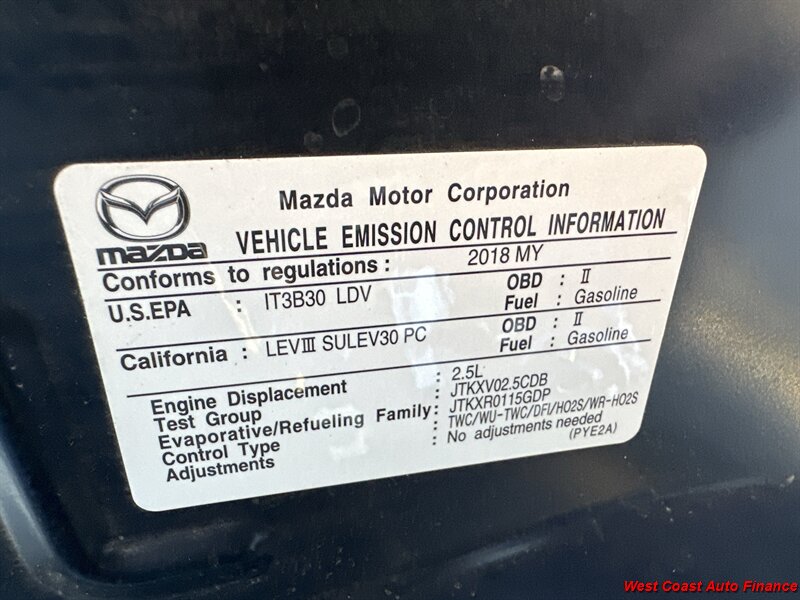 Mazda Motor Corporation
mazda
VEHICLE EMISSION CONTROL INFORMATION
Conforms to regulations : 2018 MY
U.S.EPA : IT3B30 LDV OBD : II
Fuel : Gasoline
California : LEVIII SULEV30 PC OBD : II
Fuel : Gasoline
Engine Displacement : 2.5L
Test Group : JTKXV02.5CDB
Evaporative/Refueling Family: JTKXR0115GDP
Control Type : TWC/WU-TWC/DFI/HO2S/WR-HO2S
Adjustments : No adjustments needed
(PYE2A)
West Coast Auto Finance